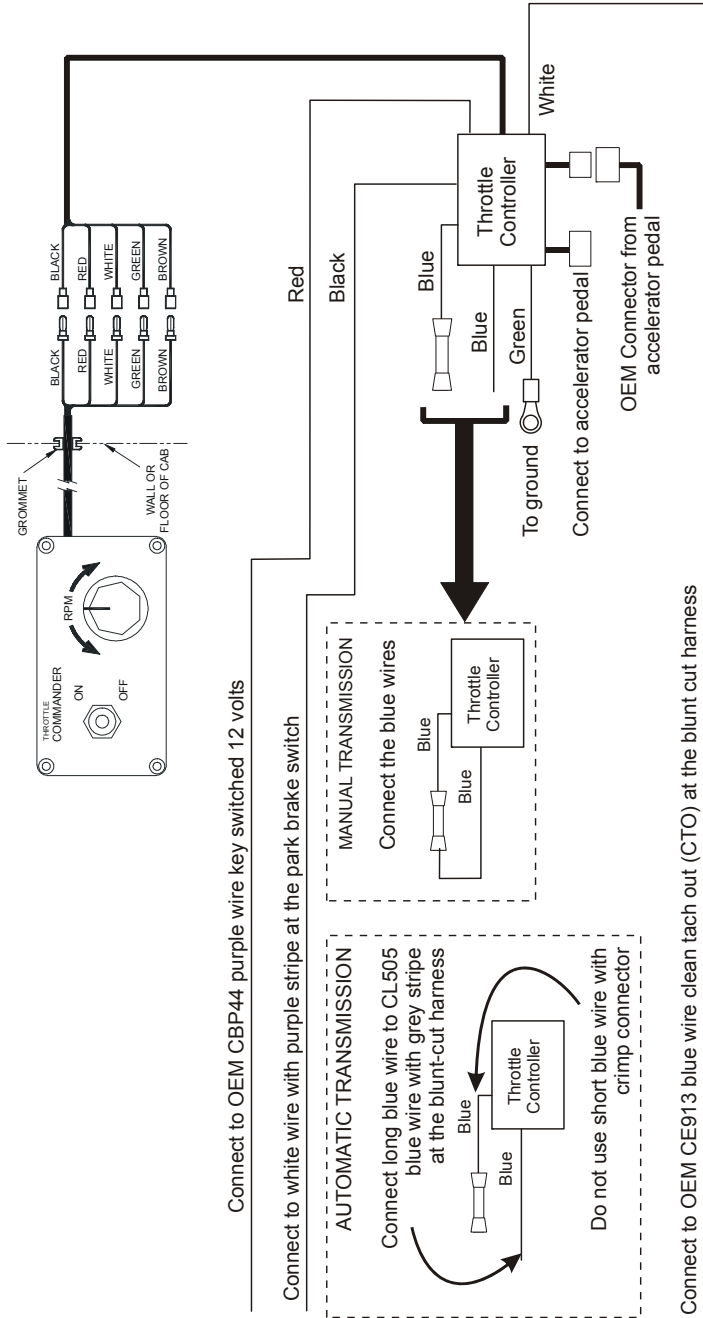 THROTTLE
COMMANDER
ON
OFF
RPM
GROMMET
WALL OR
FLOOR OF CAB
BLACK
RED
WHITE
GREEN
BROWN
BLACK
RED
WHITE
GREEN
BROWN
Connect to OEM CBP44 purple wire key switched 12 volts
Red
Connect to white wire with purple stripe at the park brake switch
Black
AUTOMATIC TRANSMISSION
Connect long blue wire to CL505
blue wire with grey stripe
at the blunt-cut harness
Blue
Blue
Throttle
Controller
Do not use short blue wire with
crimp connector
MANUAL TRANSMISSION
Connect the blue wires
Blue
Blue
Throttle
Controller
Blue
Blue
Green
To ground
Throttle
Controller
White
Connect to accelerator pedal
OEM Connector from
accelerator pedal
Connect to OEM CE913 blue wire clean tach out (CTO) at the blunt cut harness